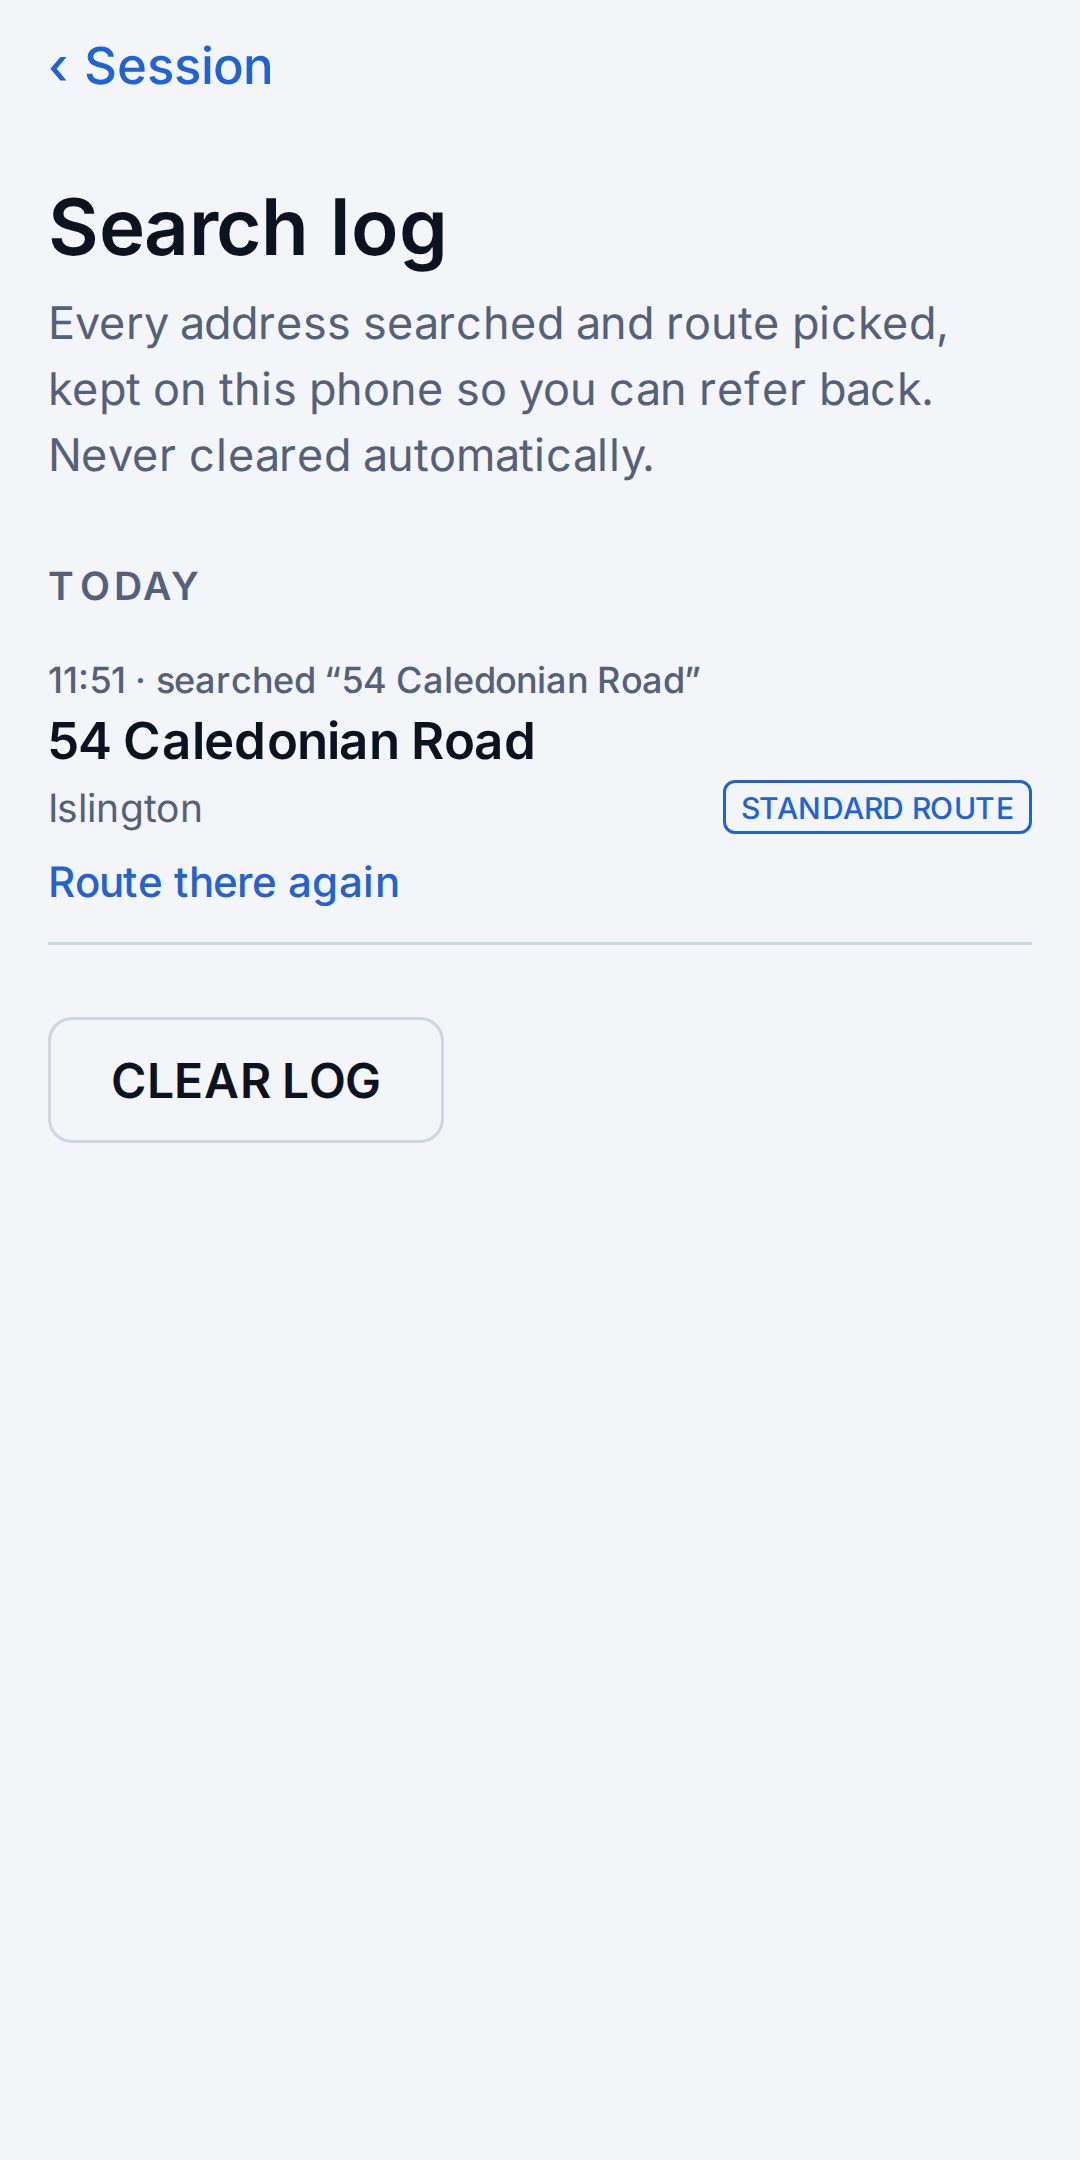 ‹ Session
Search log
Every address searched and route picked,
kept on this phone so you can refer back.
Never cleared automatically.
TODAY
11:51 · searched “54 Caledonian Road”
54 Caledonian Road
Islington
STANDARD ROUTE
Route there again
CLEAR LOG